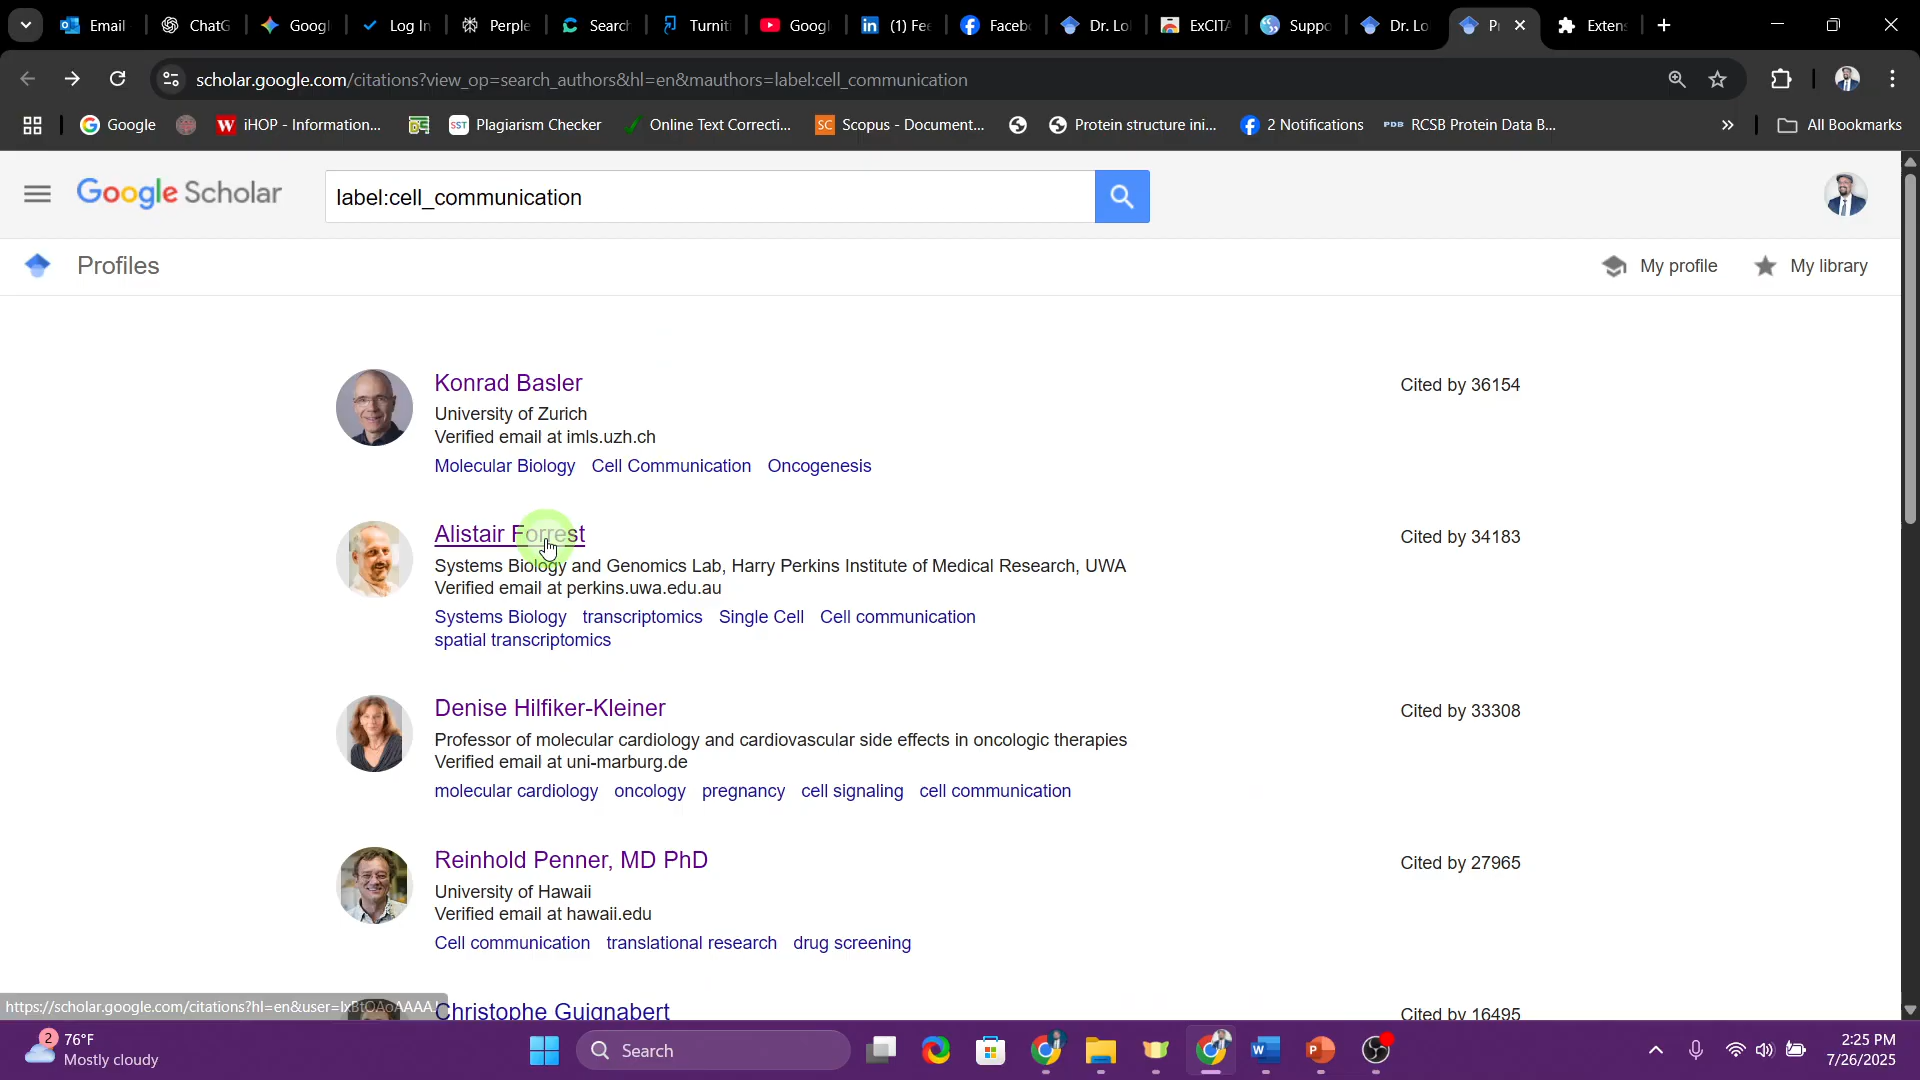 Email
ChatG
Googl
Log In
Perple
Search
Turniti
Googl
(1) Fee
Faceb
Dr. Lo
ExCITA
Suppo
Dr. Lo
P
Extens
scholar.google.com/citations?view_op=search_authors&hl=en&mauthors=label:cell_communication
Google
iHOP - Information...
Plagiarism Checker
Online Text Correcti...
Scopus - Document...
Protein structure ini...
2 Notifications
RCSB Protein Data B...
All Bookmarks
Google Scholar
label:cell_communication
Profiles
My profile
My library
Konrad Basler
Cited by 36154
University of Zurich
Verified email at imls.uzh.ch
Molecular Biology Cell Communication Oncogenesis
Alistair Forrest
Cited by 34183
Systems Biology and Genomics Lab, Harry Perkins Institute of Medical Research, UWA
Verified email at perkins.uwa.edu.au
Systems Biology transcriptomics Single Cell Cell communication
spatial transcriptomics
Denise Hilfiker-Kleiner
Cited by 33308
Professor of molecular cardiology and cardiovascular side effects in oncologic therapies
Verified email at uni-marburg.de
molecular cardiology oncology pregnancy cell signaling cell communication
Reinhold Penner, MD PhD
Cited by 27965
University of Hawaii
Verified email at hawaii.edu
Cell communication translational research drug screening
Christophe Guignabert
Cited by 16495
2
76°F
Mostly cloudy
Search
2:25 PM
7/26/2025